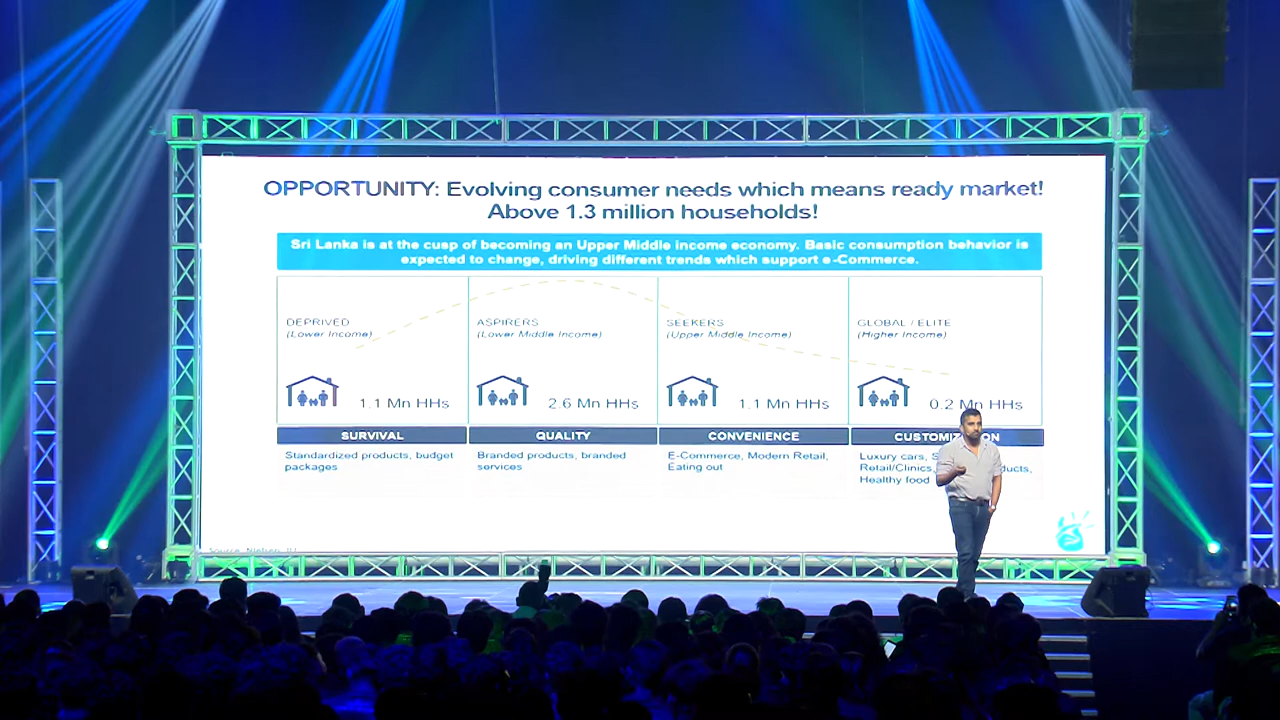 OPPORTUNITY: Evolving consumer needs which means ready market!
Above 1.3 million households!
Sri Lanka is at the cusp of becoming an Upper Middle income economy. Basic consumption behavior is
expected to change, driving different trends which support e-Commerce.
DEPRIVED
(Lower Income)
1.1 Mn HHs
SURVIVAL
Standardized products, budget
packages
ASPIRERS
(Lower Middle Income)
2.6 Mn HHs
QUALITY
Branded products, branded
services
SEEKERS
(Upper Middle Income)
1.1 Mn HHs
CONVENIENCE
E-Commerce, Modern Retail,
Eating out
GLOBAL / ELITE
(Higher Income)
0.2 Mn HHs
Luxury cars,
Retail/Clinics,
Healthy food
Source: Nielsen